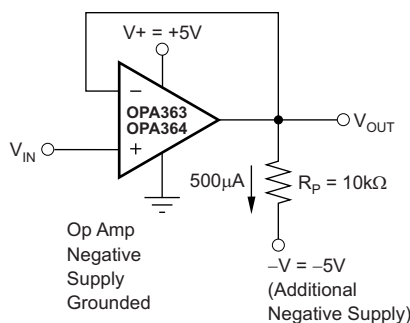 V+ = +5V
−
OPA363
OPA364
+
V_IN
V_OUT
500μA
R_P = 10kΩ
Op Amp
Negative
Supply
Grounded
−V = −5V
(Additional
Negative Supply)